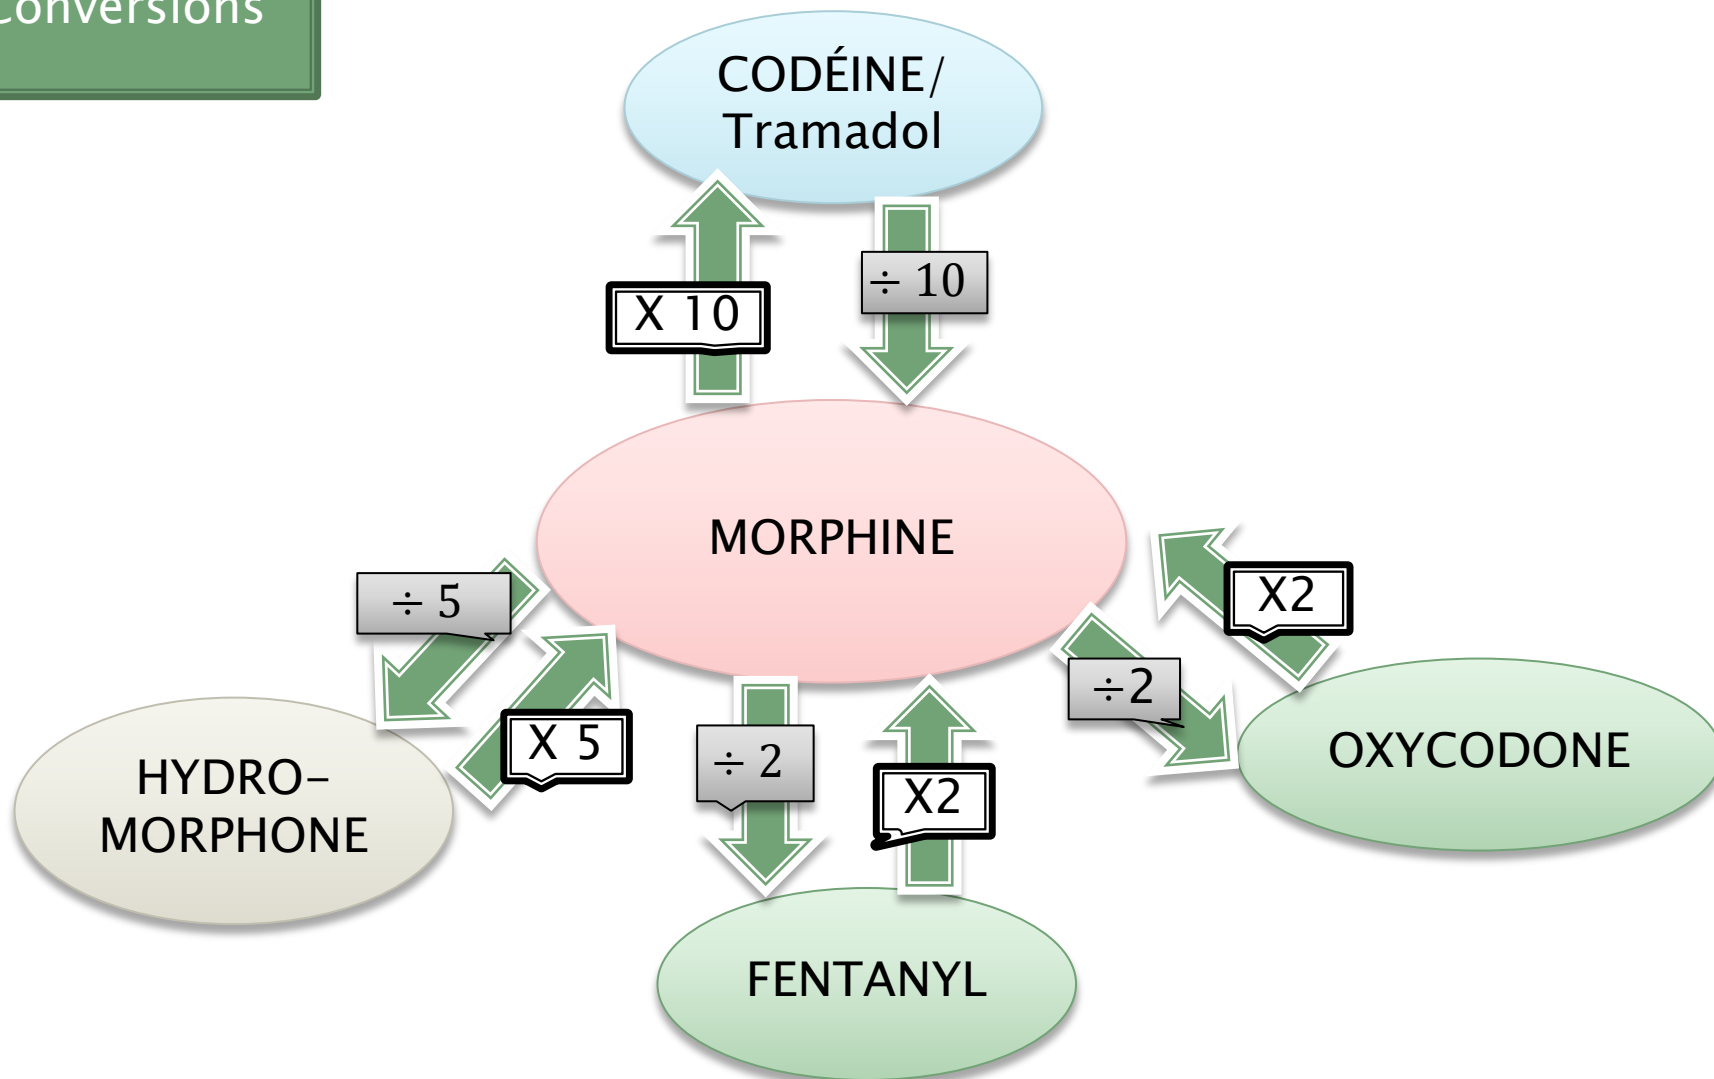 Conversions
CODÉINE/
Tramadol
X 10
÷ 10
MORPHINE
÷ 5
X 5
÷ 2
X2
÷2
X2
HYDRO-
MORPHONE
OXYCODONE
FENTANYL